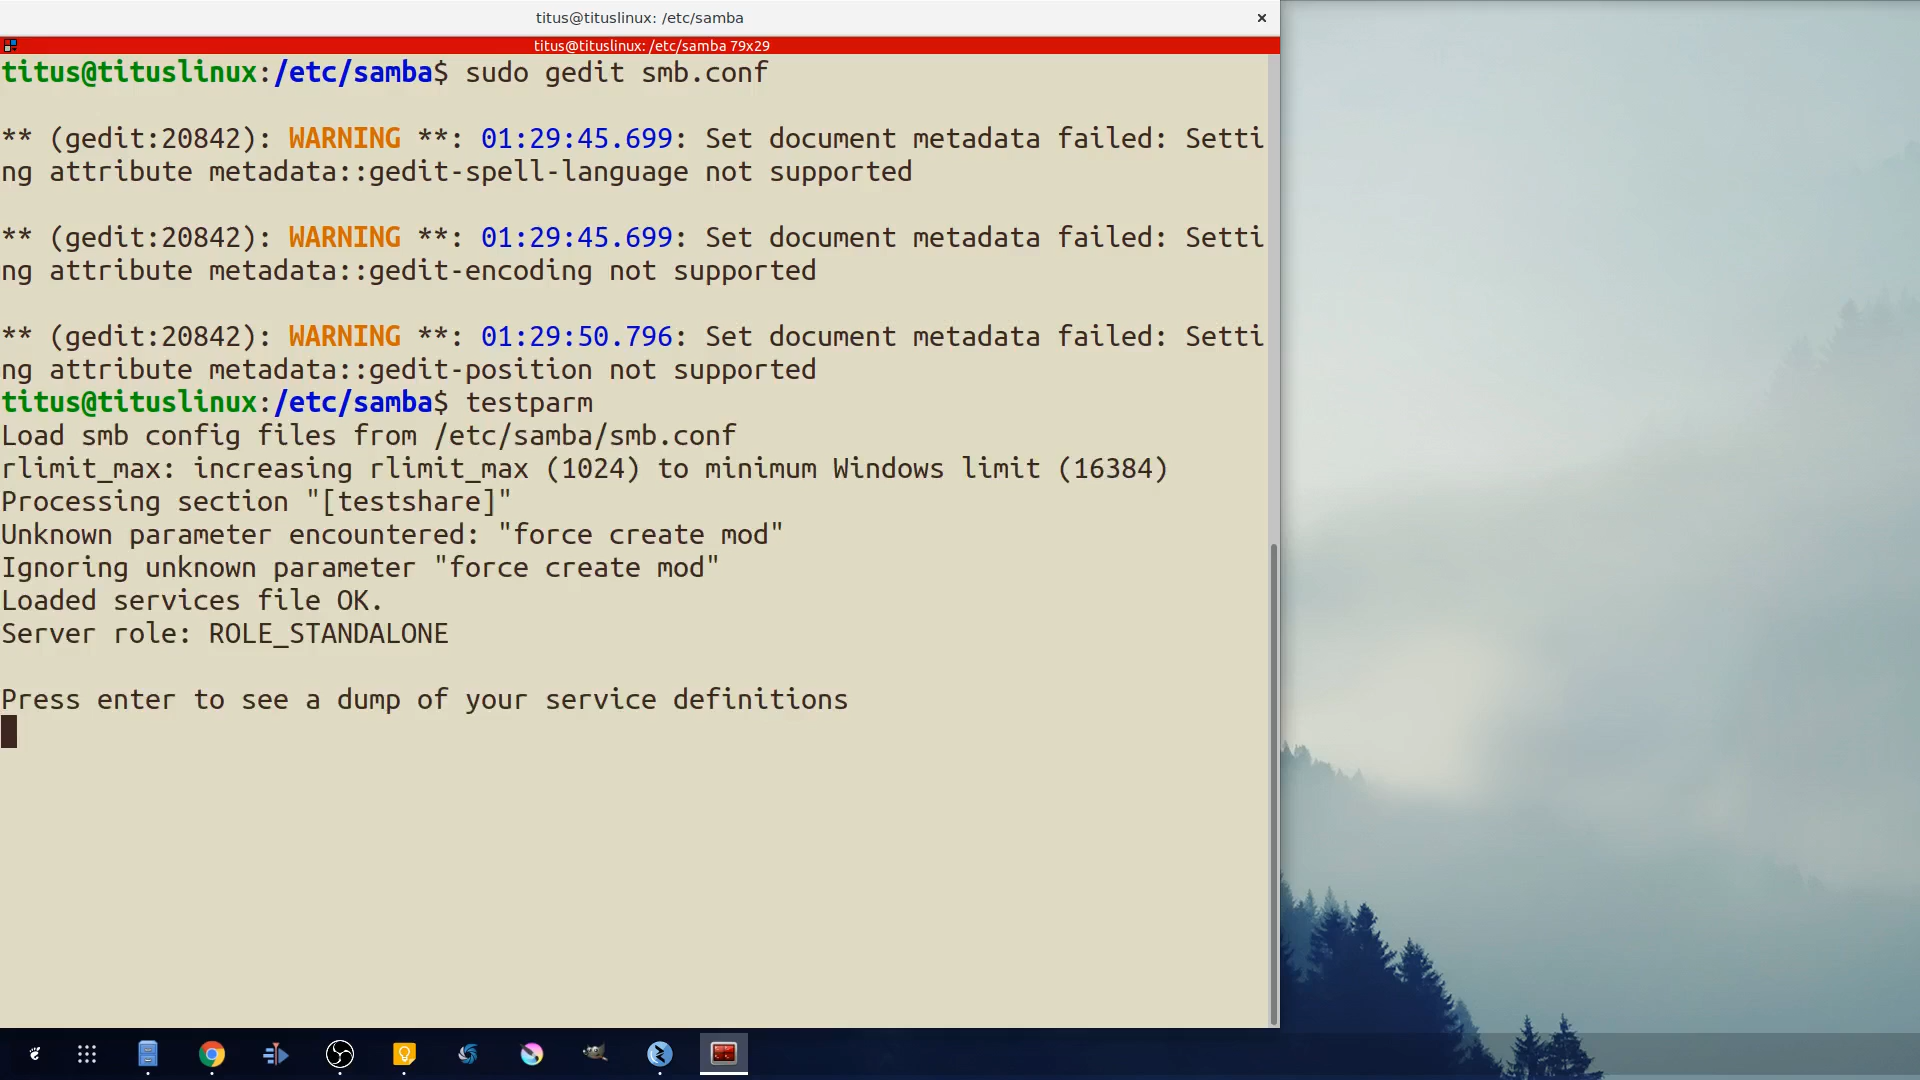 titus@tituslinux: /etc/samba
×
titus@tituslinux: /etc/samba 79x29
titus@tituslinux:/etc/samba$ sudo gedit smb.conf
** (gedit:20842): WARNING **: 01:29:45.699: Set document metadata failed: Setti
ng attribute metadata::gedit-spell-language not supported
** (gedit:20842): WARNING **: 01:29:45.699: Set document metadata failed: Setti
ng attribute metadata::gedit-encoding not supported
** (gedit:20842): WARNING **: 01:29:50.796: Set document metadata failed: Setti
ng attribute metadata::gedit-position not supported
titus@tituslinux:/etc/samba$ testparm
Load smb config files from /etc/samba/smb.conf
rlimit_max: increasing rlimit_max (1024) to minimum Windows limit (16384)
Processing section "[testshare]"
Unknown parameter encountered: "force create mod"
Ignoring unknown parameter "force create mod"
Loaded services file OK.
Server role: ROLE_STANDALONE
Press enter to see a dump of your service definitions